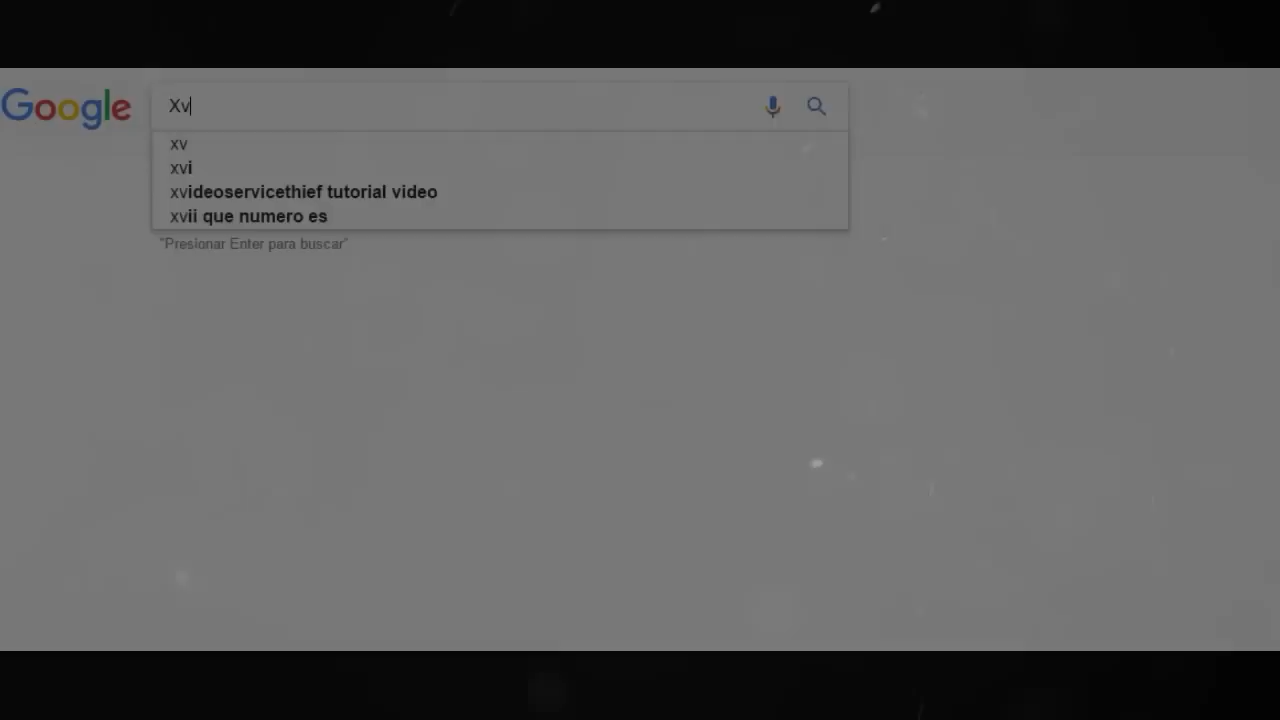 Google
Xv
xv
xvi
xvideoservicethief tutorial video
xvii que numero es
"Presionar Enter para buscar"